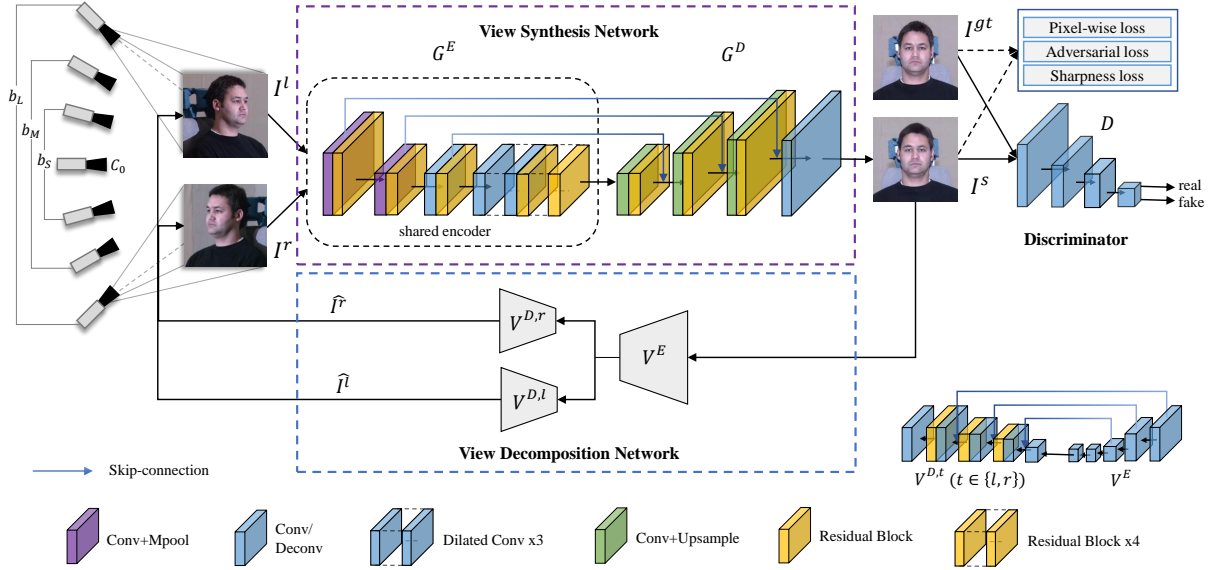 View Synthesis Network
G^E
G^D
I^{gt}
Pixel-wise loss
Adversarial loss
Sharpness loss
b_L
b_M
b_S
C_0
I^l
I^r
shared encoder
I^s
D
real
fake
Discriminator
\hat{I^r}
V^{D,r}
V^E
\hat{I^l}
V^{D,l}
View Decomposition Network
V^{D,t} (t ∈ {l, r})
V^E
Skip-connection
Conv+Mpool
Conv/
Deconv
Dilated Conv x3
Conv+Upsample
Residual Block
Residual Block x4